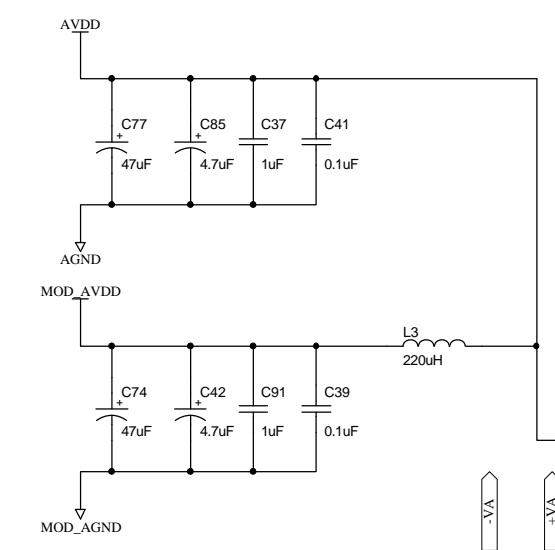 AVDD
C77 C85 C37 C41
+ +
47uF 4.7uF 1uF 0.1uF
AGND
MOD_AVDD
L3
220uH
C74 C42 C91 C39
+ +
47uF 4.7uF 1uF 0.1uF
MOD_AGND
-VA
+VA